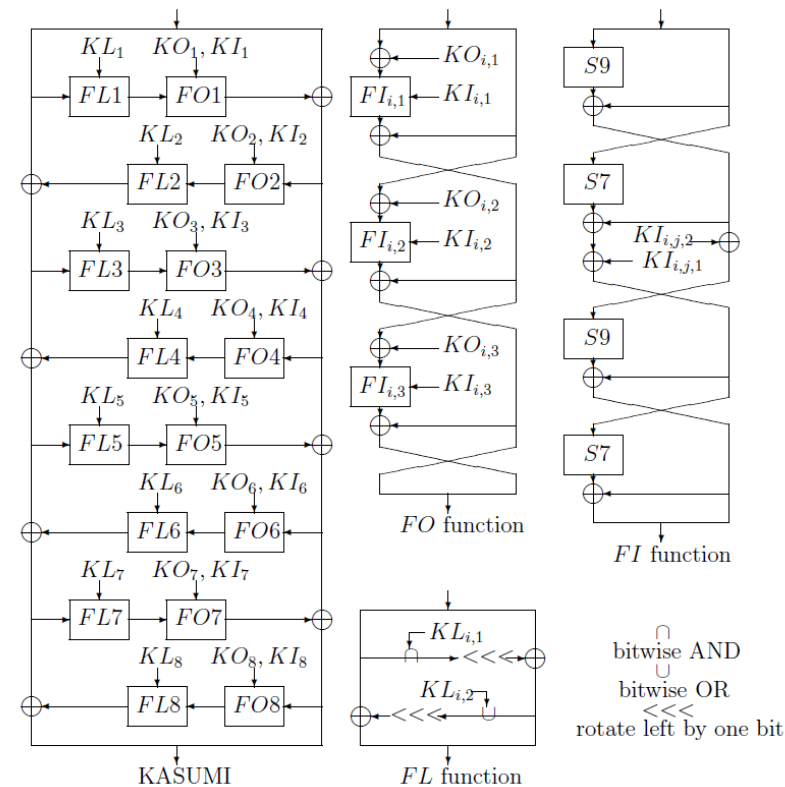 KL₁ KO₁, KI₁
FL1 FO1
KL₂ KO₂, KI₂
FL2 FO2
KL₃ KO₃, KI₃
FL3 FO3
KL₄ KO₄, KI₄
FL4 FO4
KL₅ KO₅, KI₅
FL5 FO5
KL₆ KO₆, KI₆
FL6 FO6
KL₇ KO₇, KI₇
FL7 FO7
KL₈ KO₈, KI₈
FL8 FO8
KASUMI
KOᵢ,₁
FIᵢ,₁ KIᵢ,₁
KOᵢ,₂
FIᵢ,₂ KIᵢ,₂
KOᵢ,₃
FIᵢ,₃ KIᵢ,₃
FO function
S9
S7
KIᵢ,ⱼ,₂
KIᵢ,ⱼ,₁
S9
S7
FI function
KLᵢ,₁
∩ <<<
KLᵢ,₂
<<< ∪
FL function
∩
bitwise AND
∪
bitwise OR
<<<
rotate left by one bit